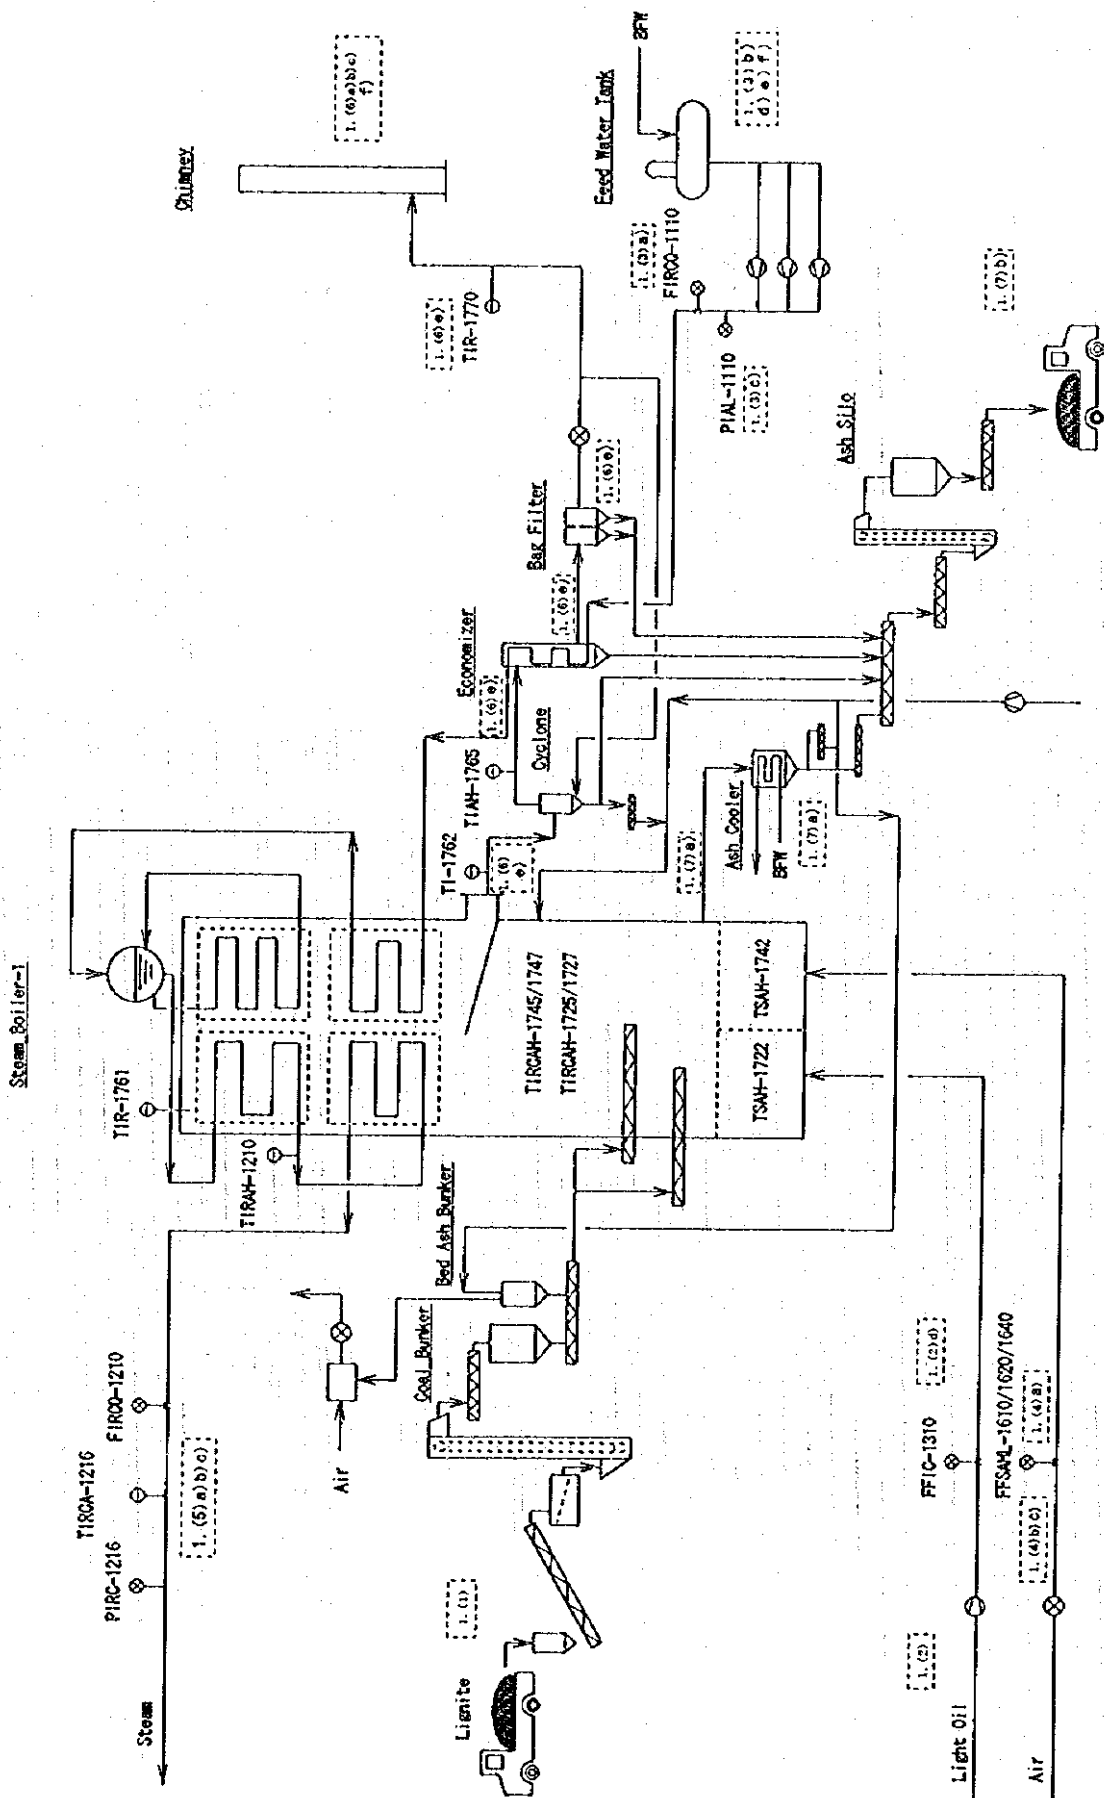 Steam Boiler-1
Chimney
1.(6)a)b)c)
f)
TIR-1770
1.(6)e)
Feed Water Tank
BFW
1.(3)b)
d)e)f)
1.(3)a)
FIRCQ-1110
PIAL-1110
1.(3)c)
Bag Filter
1.(6)e)
1.(6)e)
Economizer
1.(6)e)
Cyclone
TIAH-1765
TI-1762
1.(6)
e)
1.(7)a)
Ash Cooler
BFW
1.(7)a)
Ash Silo
1.(7)b)
TIR-1761
TIRAH-1210
TIRCAH-1745/1747
TIRCAH-1725/1727
TSAH-1722
TSAH-1742
Bed Ash Bunker
Coal Bunker
Air
FIRCQ-1210
TIRCA-1216
PIRC-1216
1.(5)a)b)c)
Steam
Lignite
1.(1)
FFIC-1310
1.(2)d)
1.(2)
Light Oil
FFSAHL-1610/1620/1640
1.(4)a)
1.(4)b)c)
Air